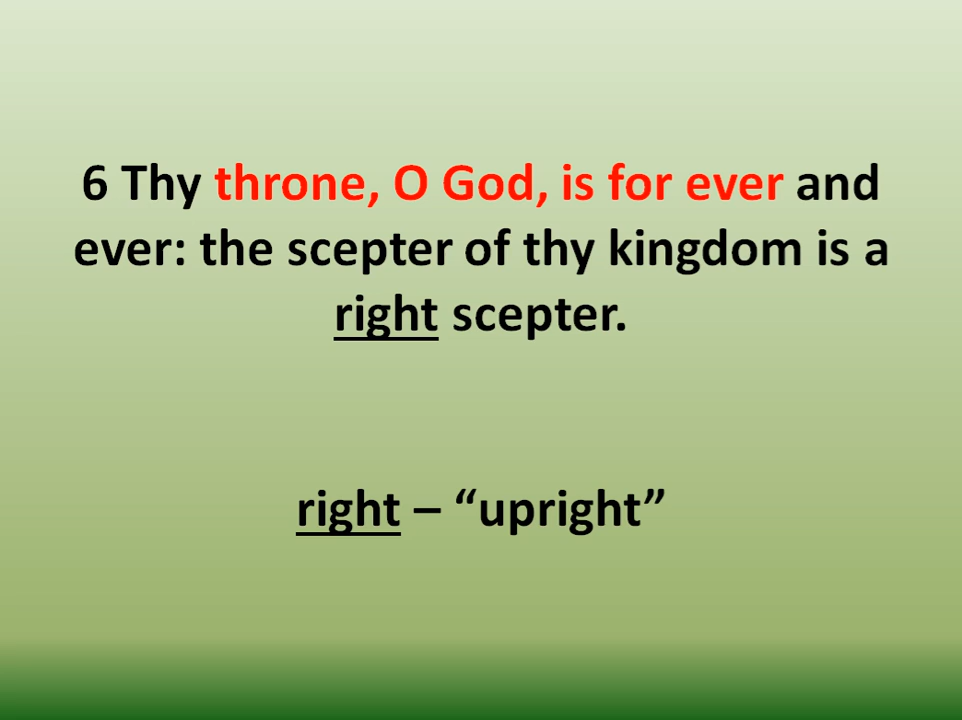 6 Thy throne, O God, is for ever and
ever: the scepter of thy kingdom is a
right scepter.
right – “upright”